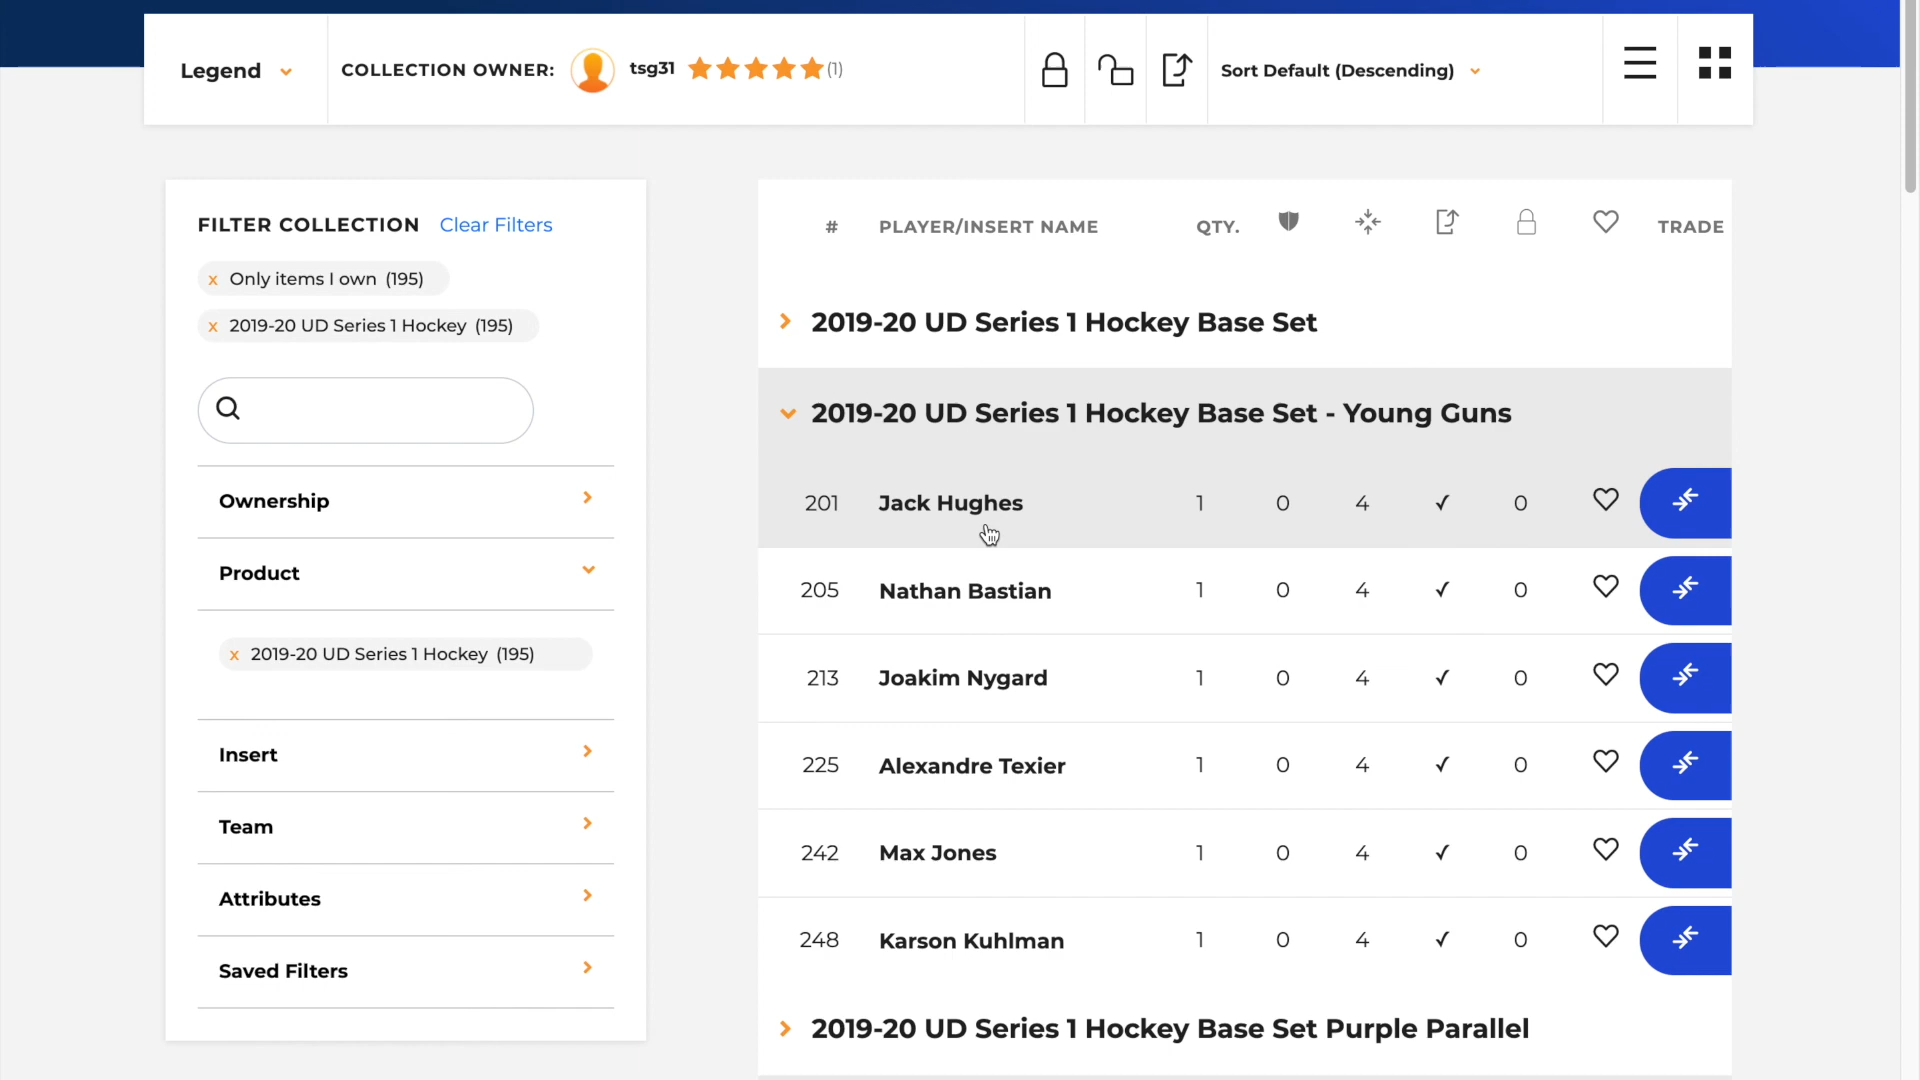 Legend
COLLECTION OWNER:
tsg31
(1)
Sort Default (Descending)
FILTER COLLECTION Clear Filters
x Only items I own (195)
x 2019-20 UD Series 1 Hockey (195)
Ownership
Product
x 2019-20 UD Series 1 Hockey (195)
Insert
Team
Attributes
Saved Filters
# PLAYER/INSERT NAME QTY. TRADE
2019-20 UD Series 1 Hockey Base Set
2019-20 UD Series 1 Hockey Base Set - Young Guns
201 Jack Hughes 1 0 4 ✓ 0
205 Nathan Bastian 1 0 4 ✓ 0
213 Joakim Nygard 1 0 4 ✓ 0
225 Alexandre Texier 1 0 4 ✓ 0
242 Max Jones 1 0 4 ✓ 0
248 Karson Kuhlman 1 0 4 ✓ 0
2019-20 UD Series 1 Hockey Base Set Purple Parallel